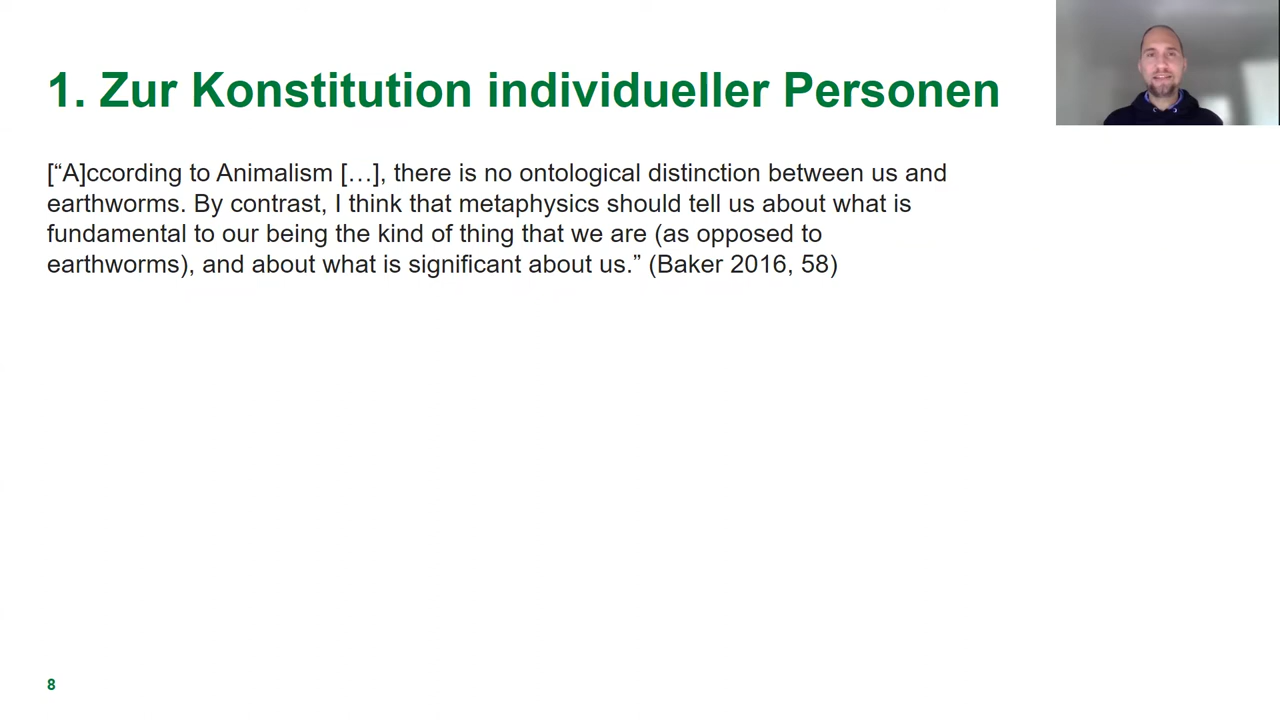 1. Zur Konstitution individueller Personen
[“A]ccording to Animalism […], there is no ontological distinction between us and
earthworms. By contrast, I think that metaphysics should tell us about what is
fundamental to our being the kind of thing that we are (as opposed to
earthworms), and about what is significant about us.” (Baker 2016, 58)
8